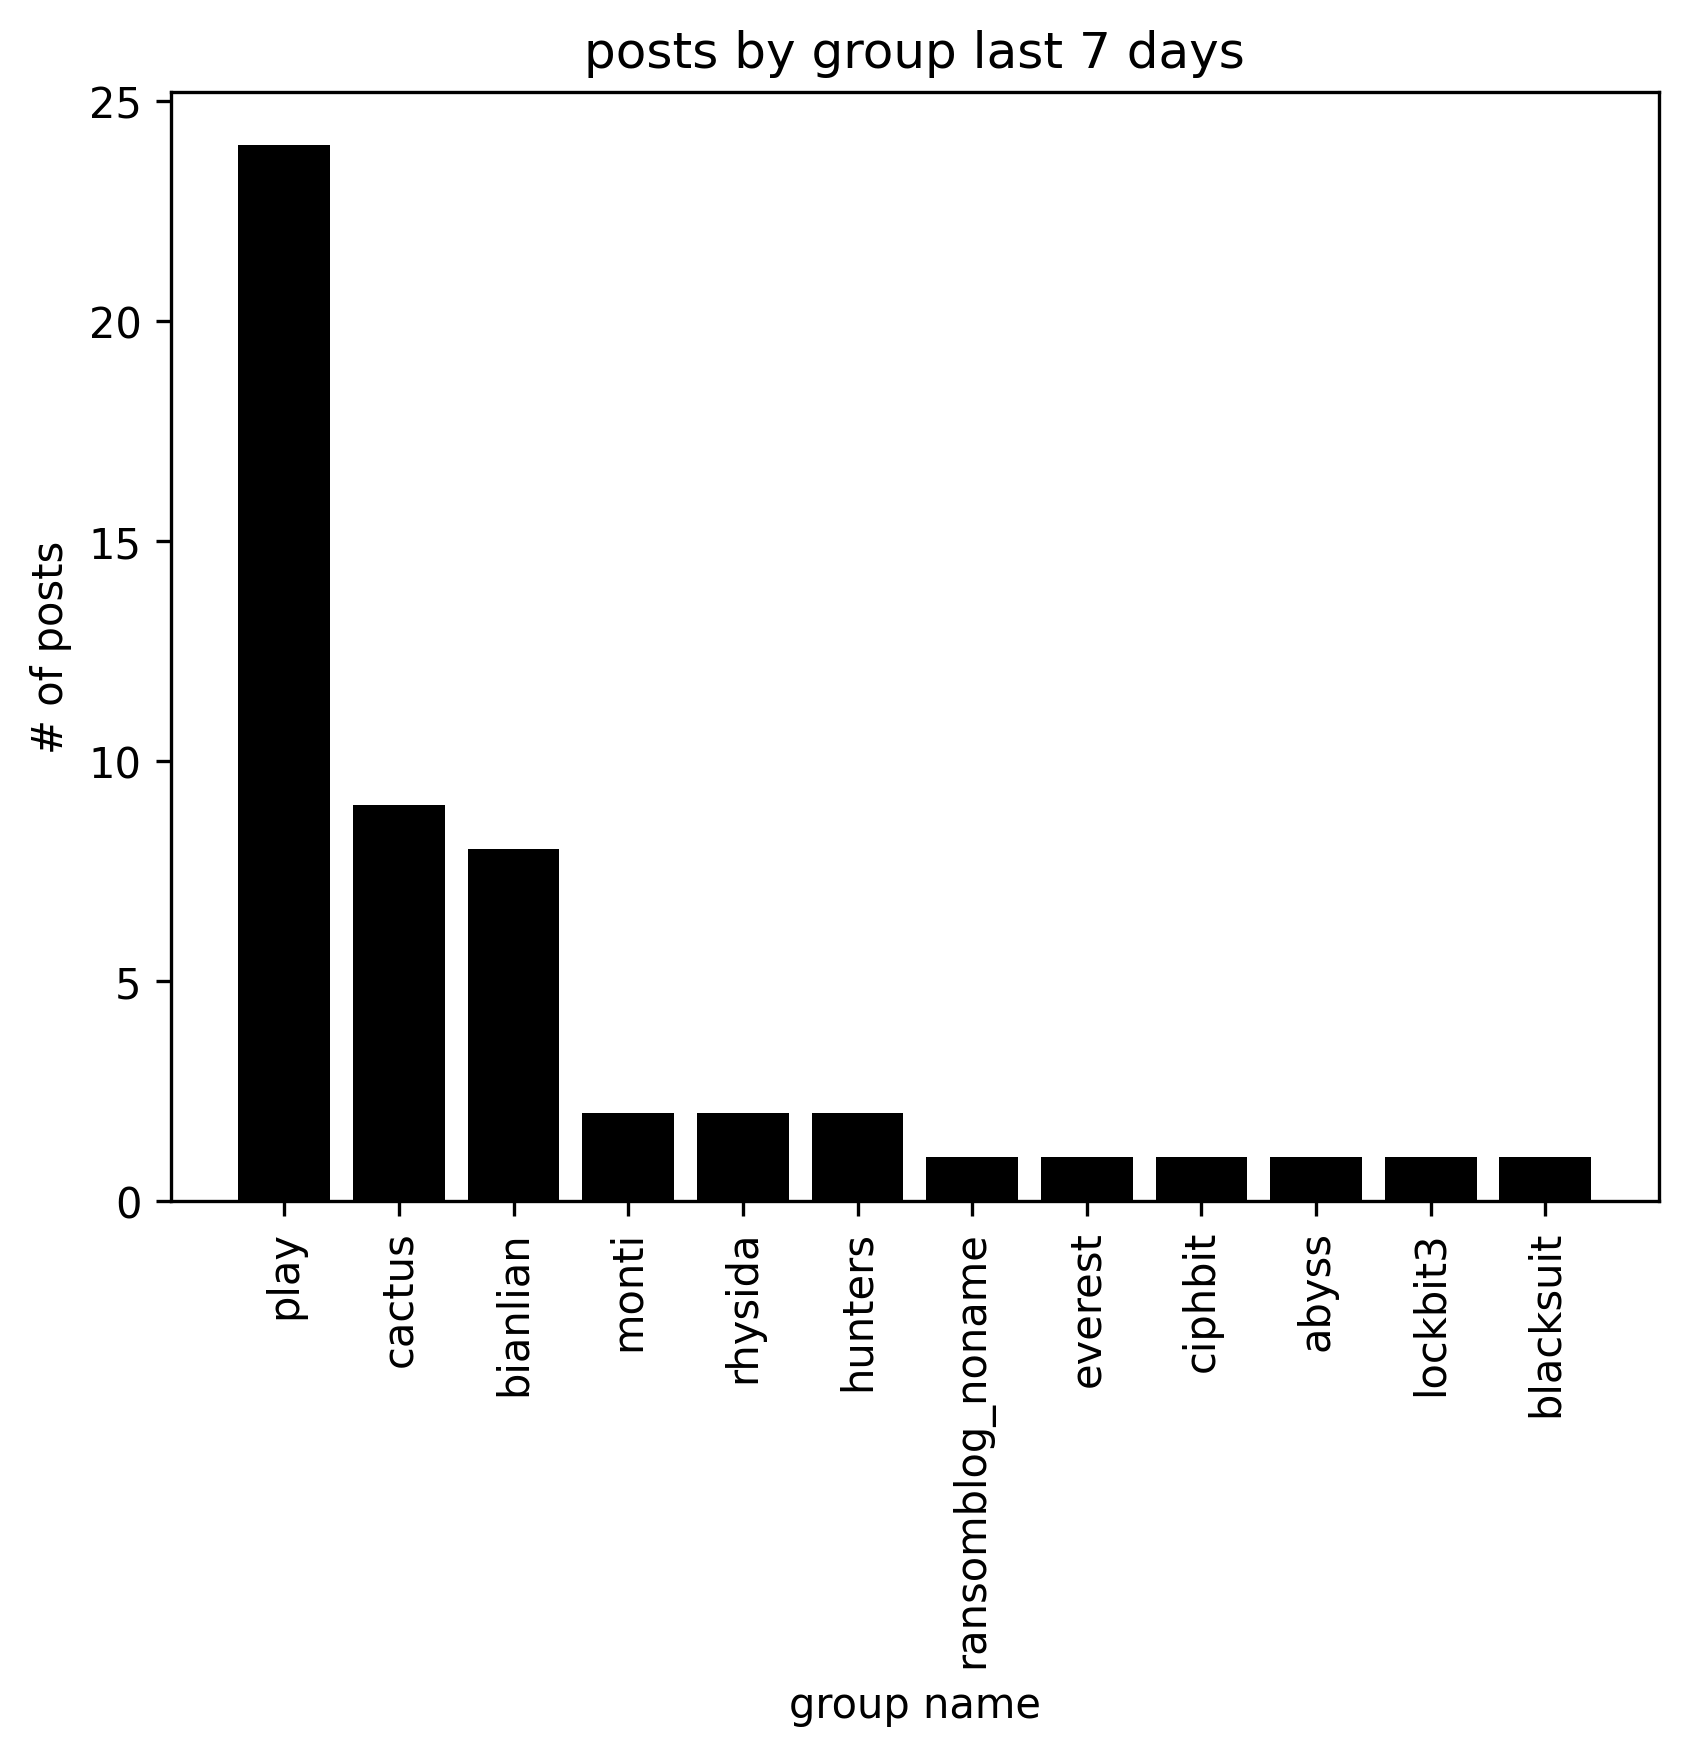 posts by group last 7 days
25
20
15
10
5
0
# of posts
play
cactus
bianlian
monti
rhysida
hunters
ransomblog_noname
everest
ciphbit
abyss
lockbit3
blacksuit
group name